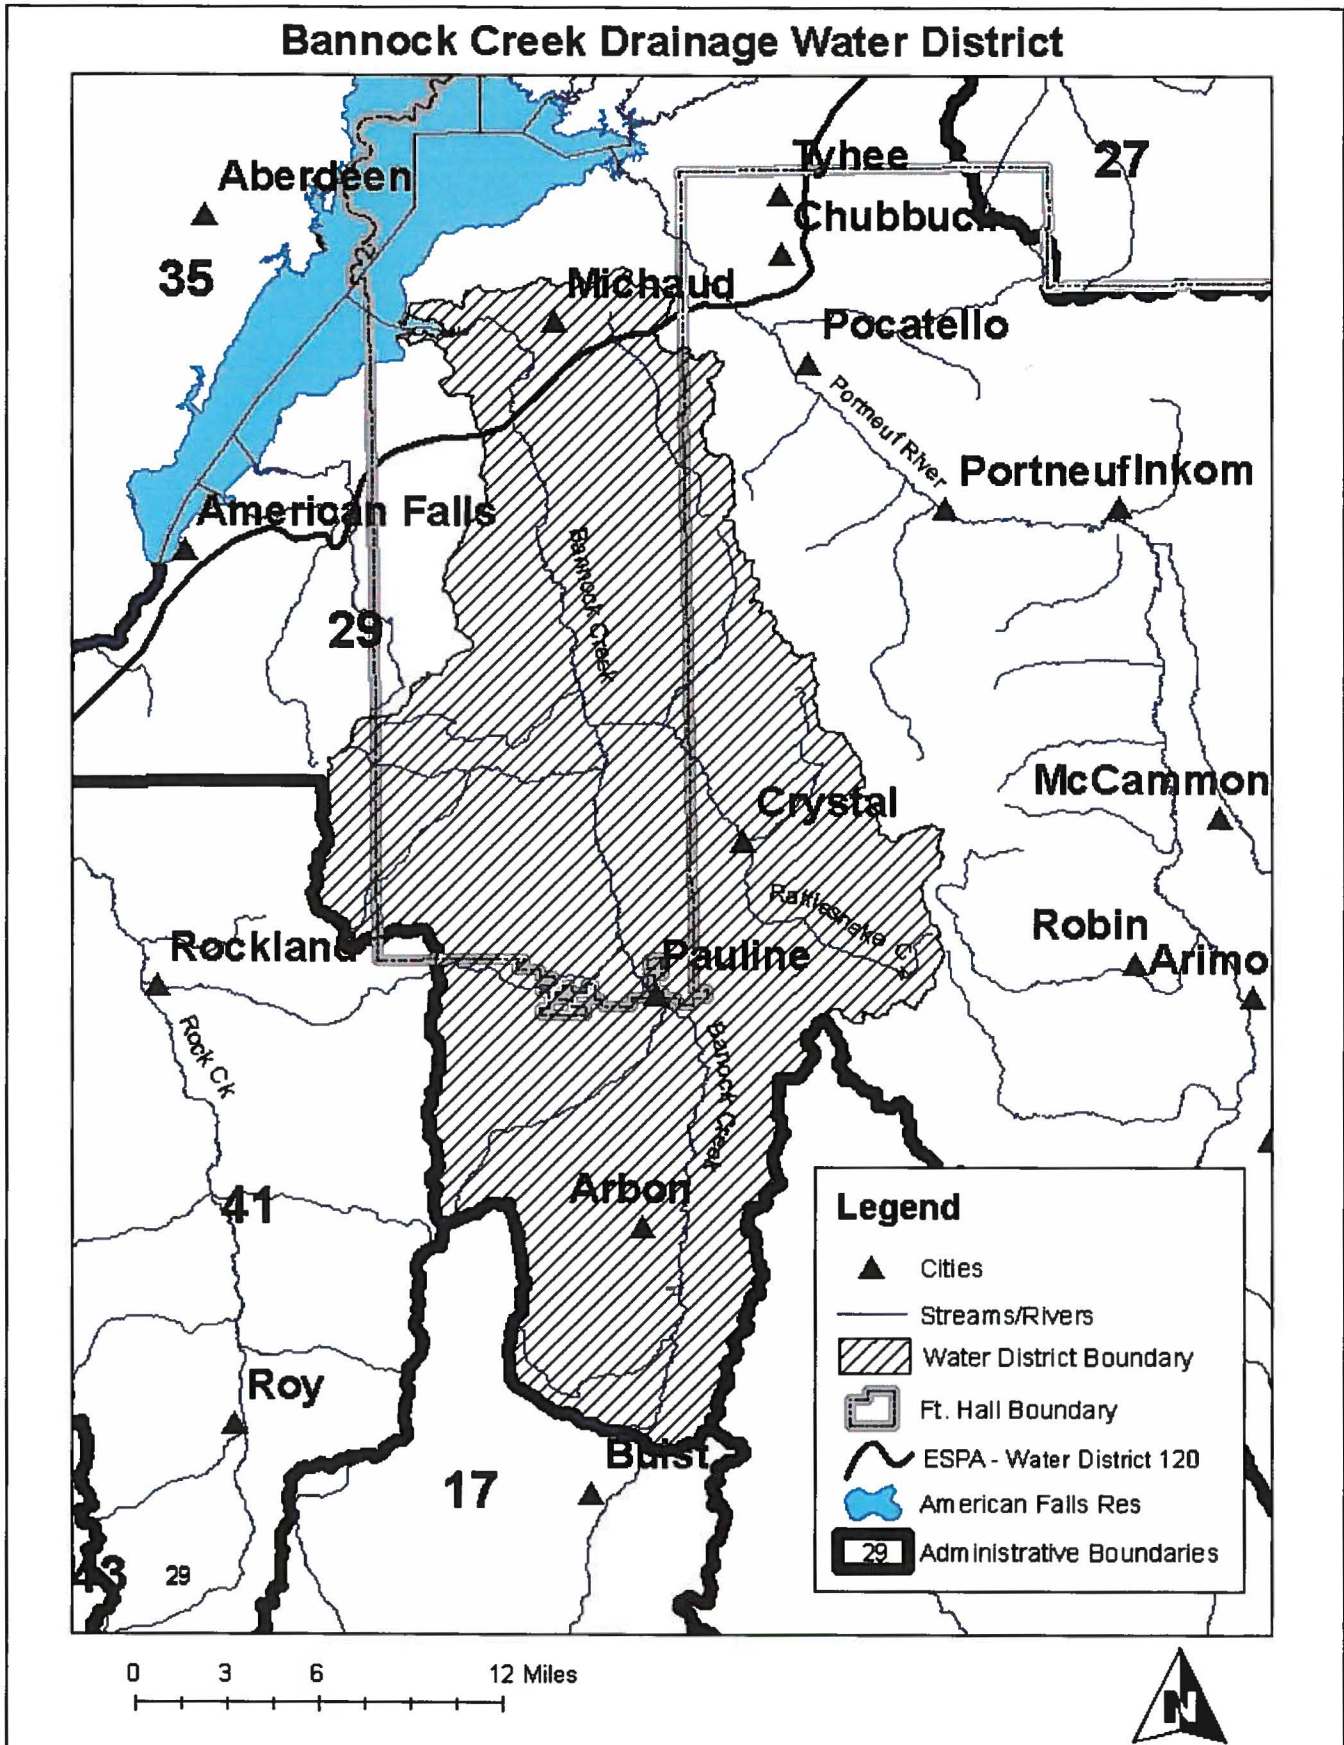 Bannock Creek Drainage Water District
Tyhee
27
Aberdeen
Chubbuck
35
Michaud
Pocatello
Portneuf River
Portneuf
Inkom
American Falls
Bannock Creek
29
McCammon
Crystal
Rattlesnake C
Robin
Rockland
Pauline
Arimo
Rock Ck
Banock Creek
Arbon
41
Roy
Buist
17
43
29
Legend
Cities
Streams/Rivers
Water District Boundary
Ft. Hall Boundary
ESPA - Water District 120
American Falls Res
29 Administrative Boundaries
0 3 6 12 Miles
N